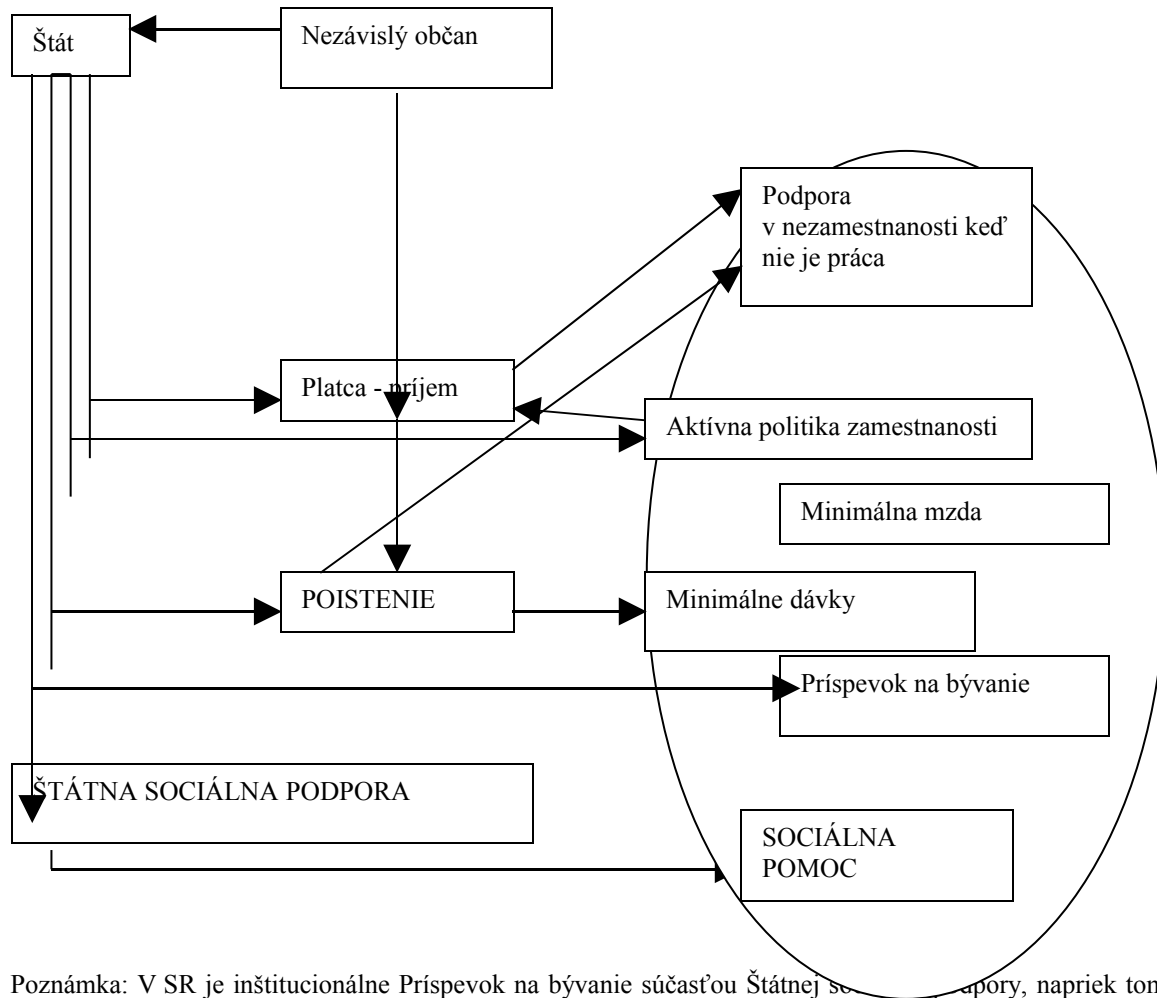 Štát
Nezávislý občan
Podpora
v nezamestnanosti keď
nie je práca
Platca - príjem
Aktívna politika zamestnanosti
Minimálna mzda
POISTENIE
Minimálne dávky
Príspevok na bývanie
ŠTÁTNA SOCIÁLNA PODPORA
SOCIÁLNA
POMOC
Poznámka: V SR je inštitucionálne Príspevok na bývanie súčasťou Štátnej napriek